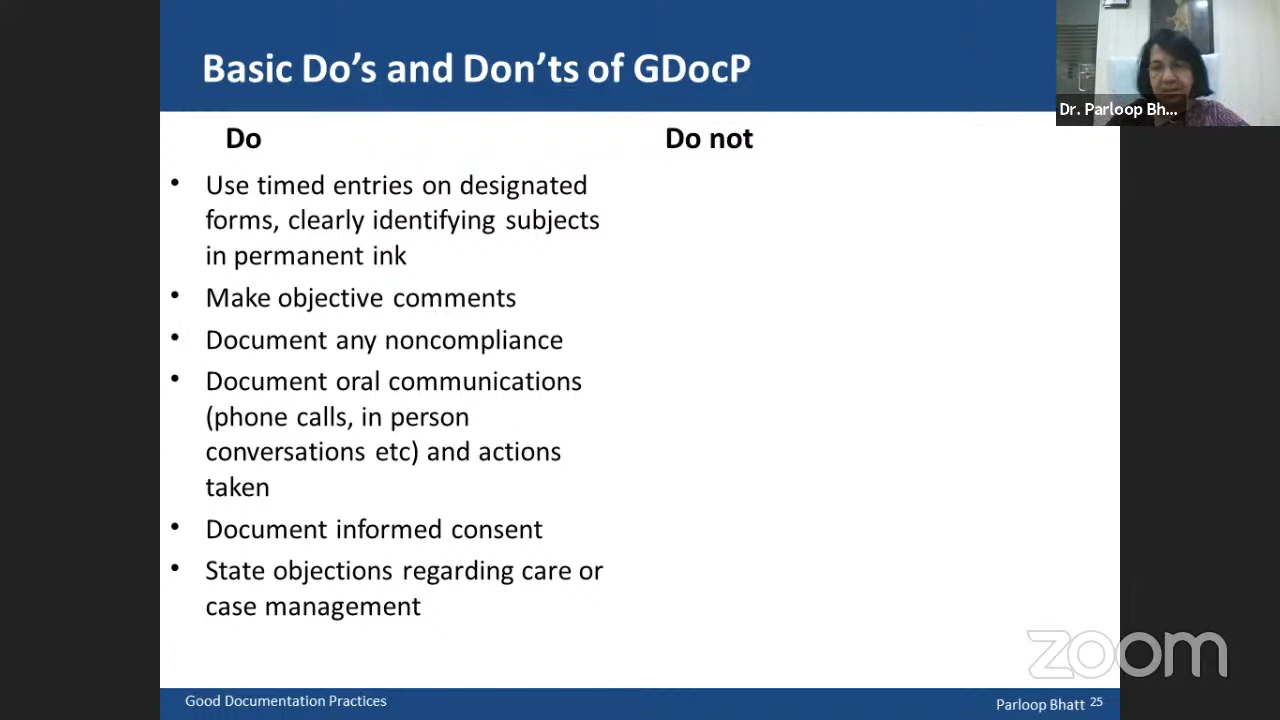 Basic Do’s and Don’ts of GDocP
Dr. Parloop Bh...
Do
Do not
• Use timed entries on designated
forms, clearly identifying subjects
in permanent ink
• Make objective comments
• Document any noncompliance
• Document oral communications
(phone calls, in person
conversations etc) and actions
taken
• Document informed consent
• State objections regarding care or
case management
zoom
Good Documentation Practices
Parloop Bhatt 25